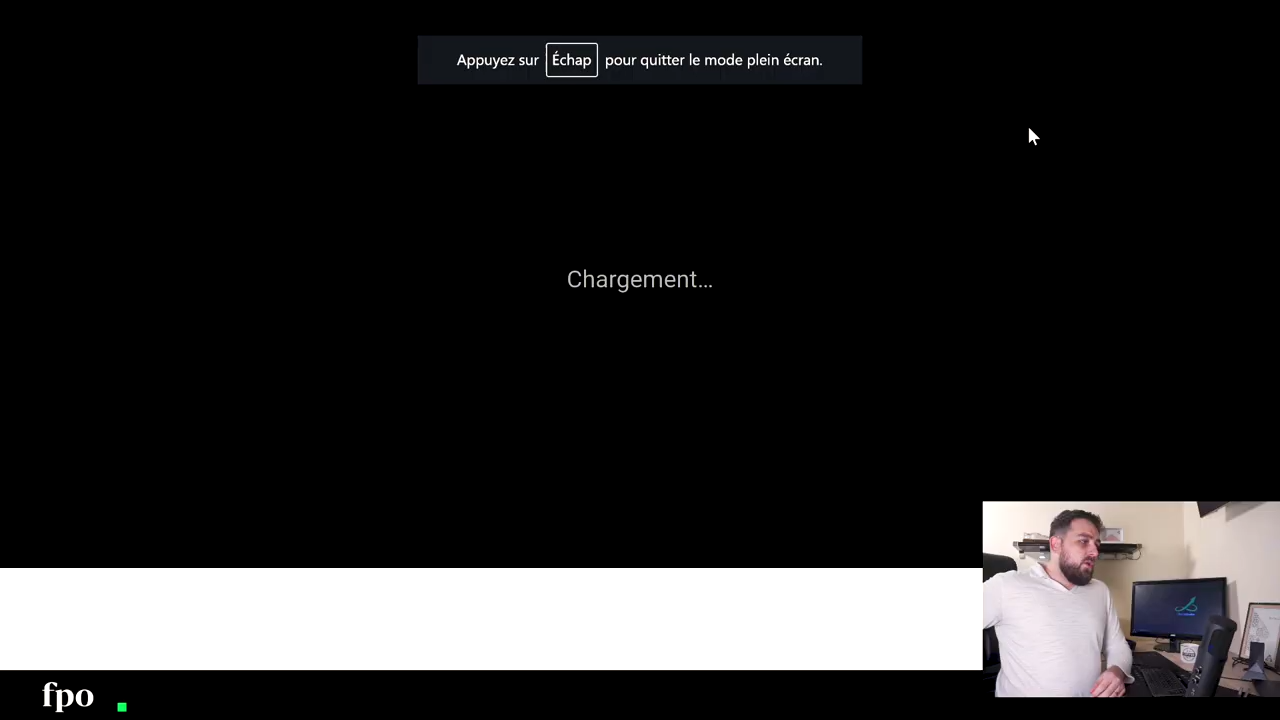 Appuyez sur Échap pour quitter le mode plein écran.
Chargement...
fpo